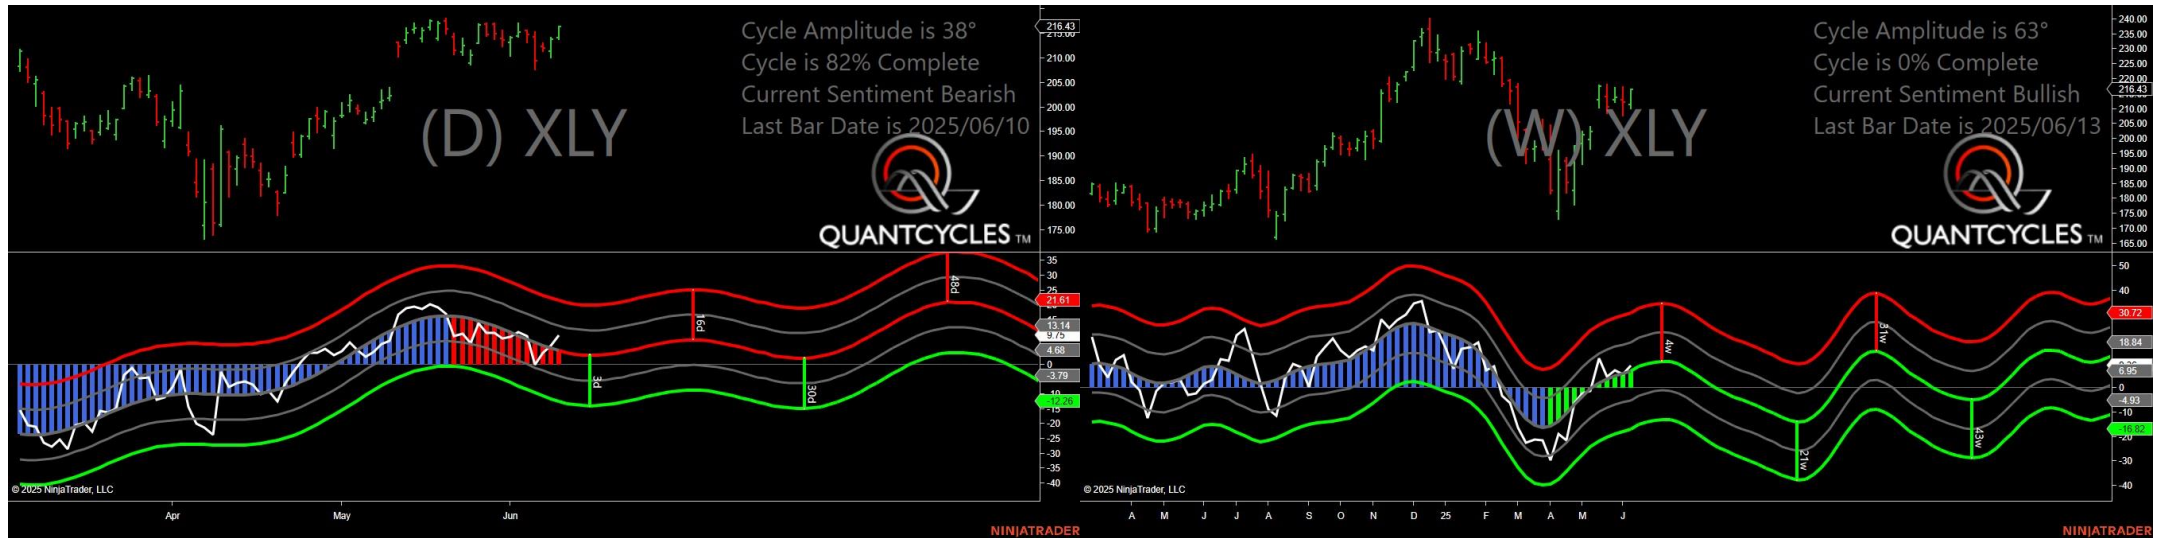 Cycle Amplitude is 38°
Cycle is 82% Complete
Current Sentiment Bearish
Last Bar Date is 2025/06/10
(D) XLY
QUANTCYCLES TM
216.43
215.00
210.00
205.00
200.00
195.00
190.00
185.00
180.00
175.00
35
30
25
21.61
15
13.14
9.75
4.68
0
-3.79
-10
-12.26
-15
-20
-25
-30
-35
-40
3d
16d
30d
48d
© 2025 NinjaTrader, LLC
Apr May Jun
NINJATRADER
Cycle Amplitude is 63°
Cycle is 0% Complete
Current Sentiment Bullish
Last Bar Date is 2025/06/13
(W) XLY
QUANTCYCLES TM
240.00
235.00
230.00
225.00
220.00
216.43
210.00
205.00
200.00
195.00
190.00
185.00
180.00
175.00
170.00
165.00
50
40
30.72
18.84
6.95
0
-4.93
-10
-16.82
-20
-30
-40
4w
21w
31w
43w
© 2025 NinjaTrader, LLC
A M J J A S O N D 25 F M A M J
NINJATRADER